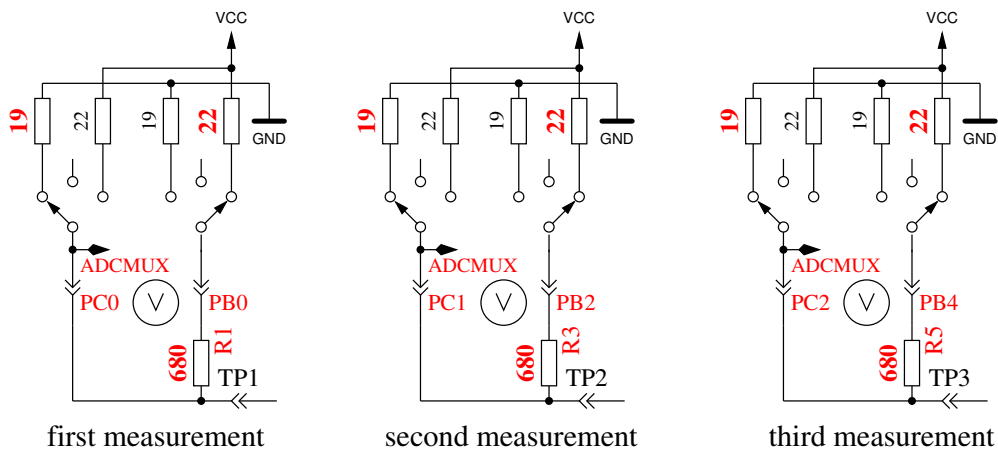 VCC
19
22
19
22
GND
ADCMUX
PC0
V
PB0
R1
680
TP1
first measurement
VCC
19
22
19
22
GND
ADCMUX
PC1
V
PB2
R3
680
TP2
second measurement
VCC
19
22
19
22
GND
ADCMUX
PC2
V
PB4
R5
680
TP3
third measurement